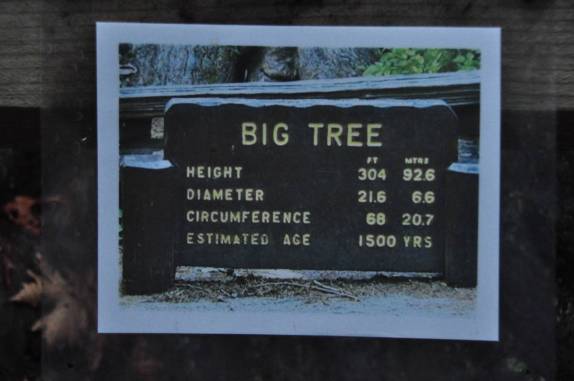 BIG TREE
FT MTRS
HEIGHT 304 92.6
DIAMETER 21.6 6.6
CIRCUMFERENCE 68 20.7
ESTIMATED AGE 1500 YRS